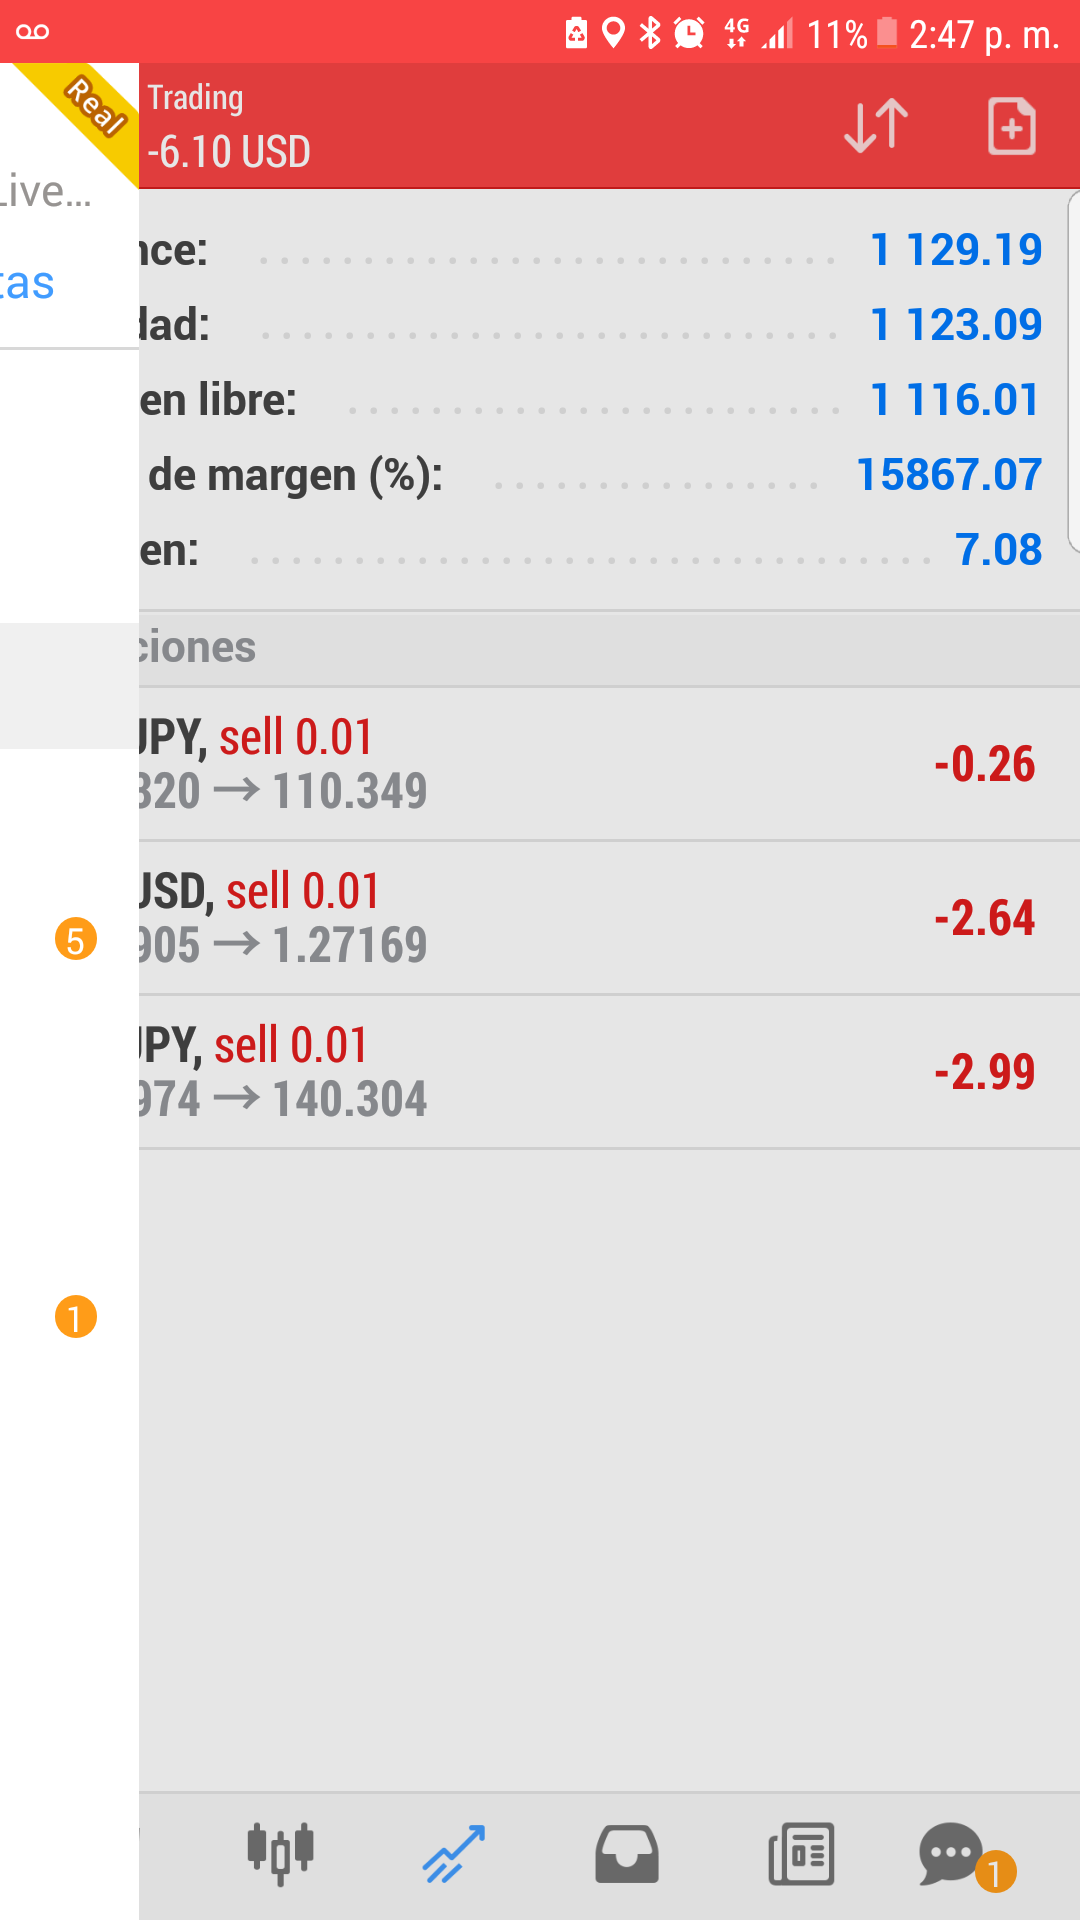 11% 2:47 p. m.
4G
Real
Trading
-6.10 USD
Live...
tas
nce: 1 129.19
dad: 1 123.09
en libre: 1 116.01
de margen (%): 15867.07
en: 7.08
ciones
JPY, sell 0.01
320 → 110.349
-0.26
USD, sell 0.01
905 → 1.27169
-2.64
JPY, sell 0.01
974 → 140.304
-2.99
5
1
1